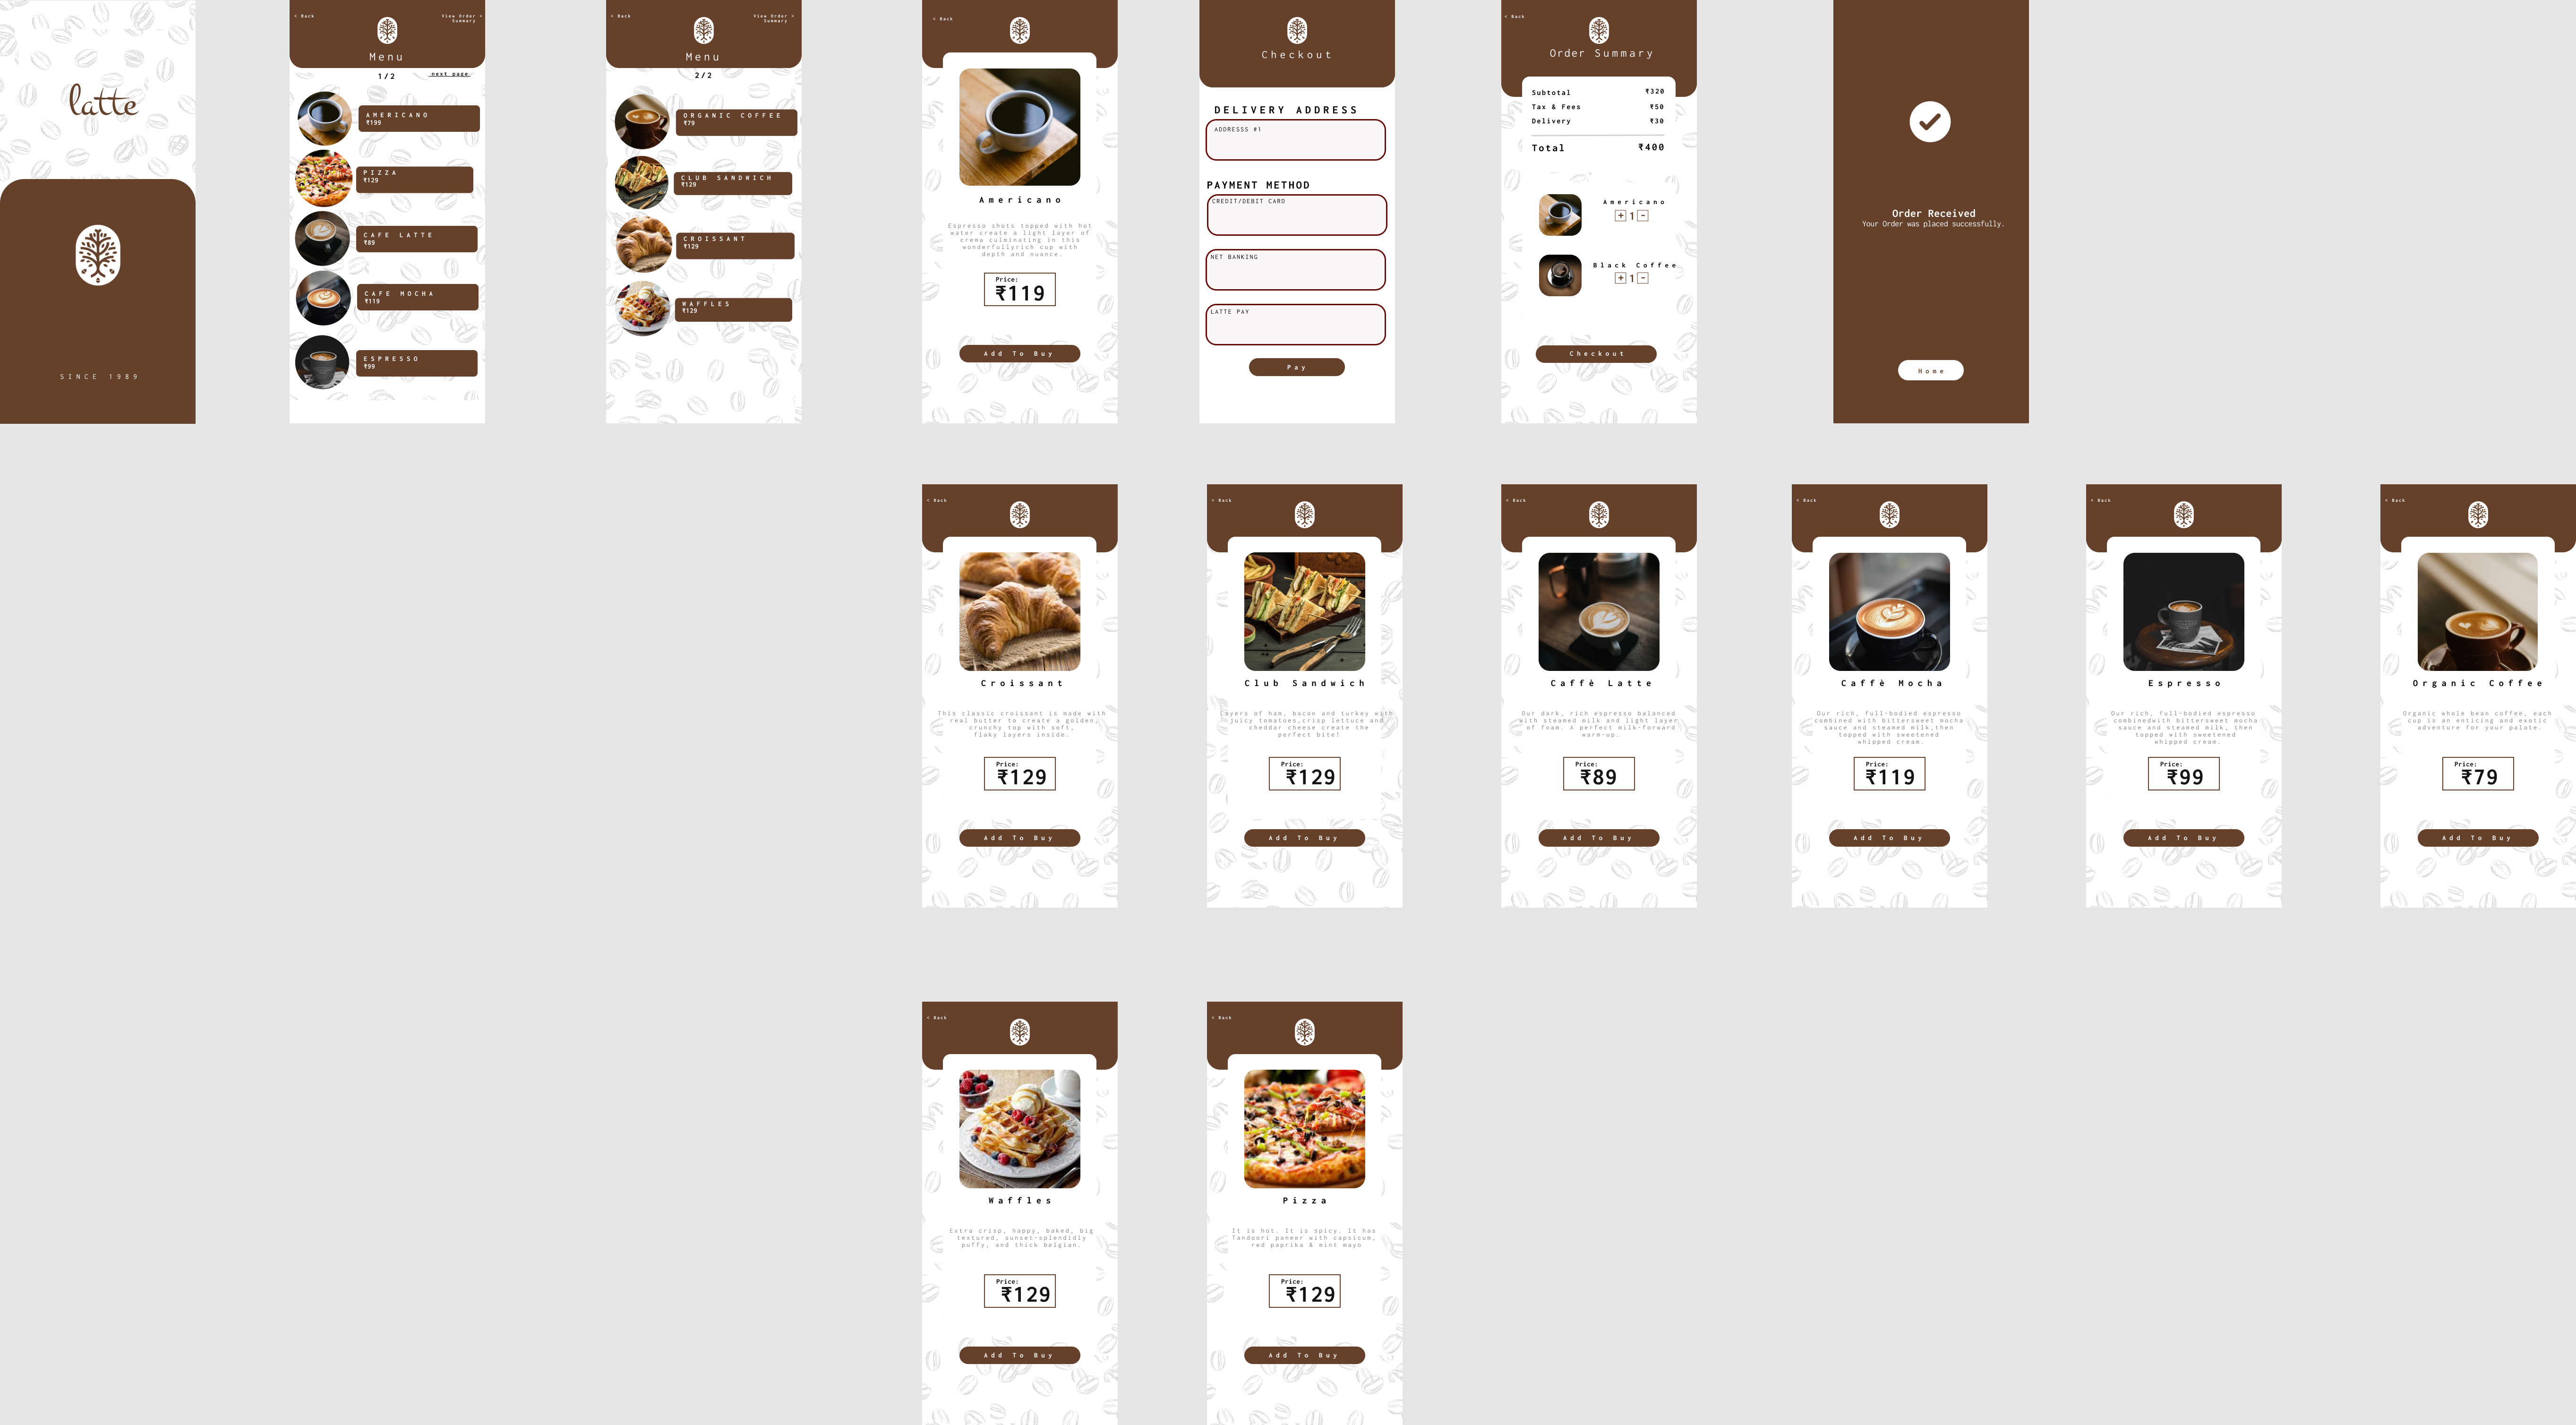 latte
SINCE 1989
< Back
View Order >
Summary
Menu
1/2
next page
AMERICANO
₹199
PIZZA
₹129
CAFE LATTE
₹89
CAFE MOCHA
₹119
ESPRESSO
₹99
< Back
View Order >
Summary
Menu
2/2
ORGANIC COFFEE
₹79
CLUB SANDWICH
₹129
CROISSANT
₹129
WAFFLES
₹129
< Back
Americano
Espresso shots topped with hot
water create a light layer of
crema culminating in this
wonderfullyrich cup with
depth and nuance.
Price:
₹119
Add To Buy
Checkout
DELIVERY ADDRESS
ADDRESSS #1
PAYMENT METHOD
CREDIT/DEBIT CARD
NET BANKING
LATTE PAY
Pay
< Back
Order Summary
Subtotal ₹320
Tax & Fees ₹50
Delivery ₹30
Total ₹400
Americano
+ 1 -
Black Coffee
+ 1 -
Checkout
Order Received
Your Order was placed successfully.
Home
< Back
Croissant
This classic croissant is made with
real butter to create a golden,
crunchy top with soft,
flaky layers inside.
Price:
₹129
Add To Buy
< Back
Club Sandwich
Layers of ham, bacon and turkey with
juicy tomatoes,crisp lettuce and
cheddar cheese create the
perfect bite!
Price:
₹129
Add To Buy
< Back
Caffè Latte
Our dark, rich espresso balanced
with steamed milk and light layer
of foam. A perfect milk-forward
warm-up.
Price:
₹89
Add To Buy
< Back
Caffè Mocha
Our rich, full-bodied espresso
combined with bittersweet mocha
sauce and steamed milk,then
topped with sweetened
whipped cream.
Price:
₹119
Add To Buy
< Back
Espresso
Our rich, full-bodied espresso
combinedwith bittersweet mocha
sauce and steamed milk, then
topped with sweetened
whipped cream.
Price:
₹99
Add To Buy
< Back
Organic Coffee
Organic whole bean coffee, each
cup is an enticing and exotic
adventure for your palate.
Price:
₹79
Add To Buy
< Back
Waffles
Extra crisp, happy, baked, big
textured, sunset-splendidly
puffy, and thick belgian.
Price:
₹129
Add To Buy
< Back
Pizza
It is hot. It is spicy. It has
Tandoori paneer with capsicum,
red paprika & mint mayo
Price:
₹129
Add To Buy